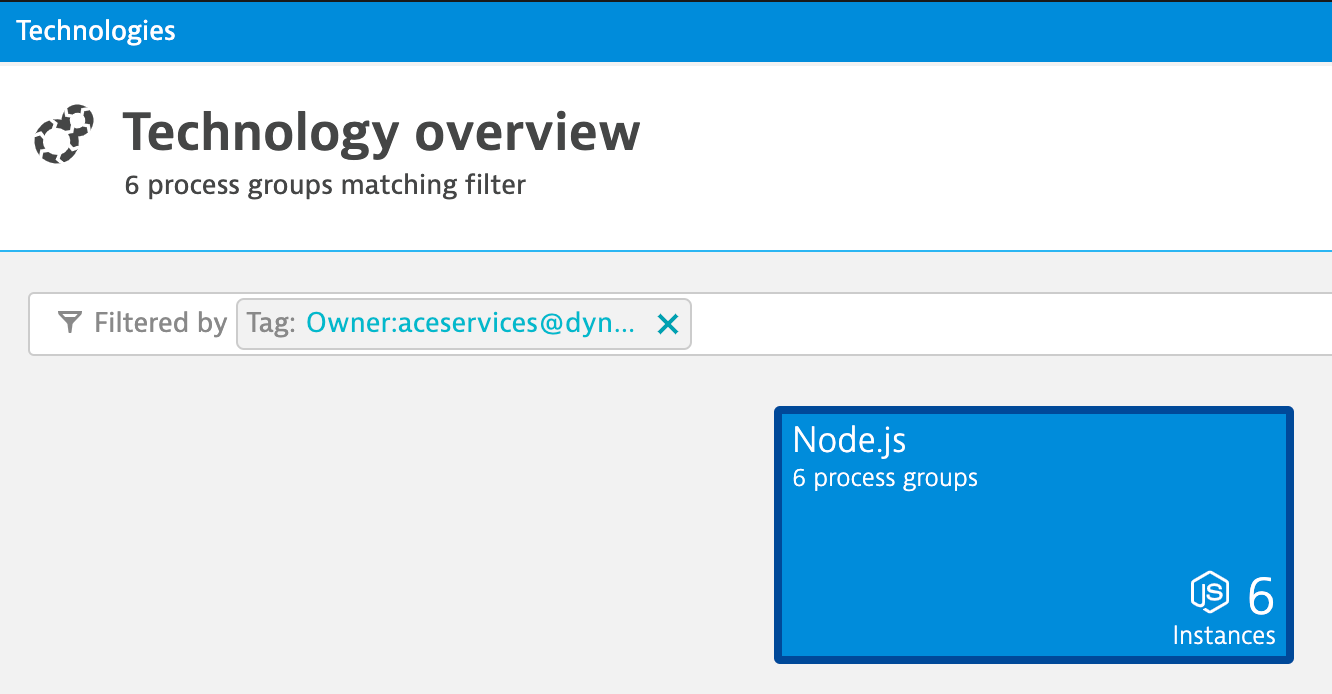 Technologies
Technology overview
6 process groups matching filter
Filtered by Tag: Owner:aceservices@dyn...
Node.js
6 process groups
JS 6
Instances